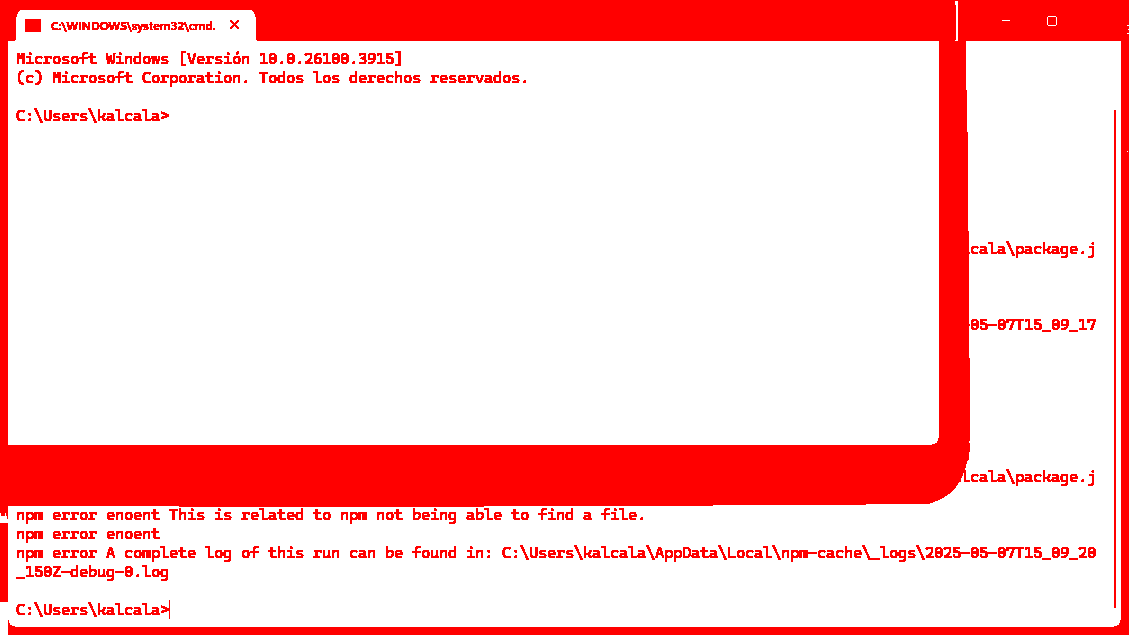 C:\WINDOWS\system32\cmd.
Microsoft Windows [Versión 10.0.26100.3915]
(c) Microsoft Corporation. Todos los derechos reservados.
C:\Users\kalcala>
cala\package.j
05-07T15_09_17
lcala\package.j
npm error enoent This is related to npm not being able to find a file.
npm error enoent
npm error A complete log of this run can be found in: C:\Users\kalcala\AppData\Local\npm-cache\_logs\2025-05-07T15_09_20
_150Z-debug-0.log
C:\Users\kalcala>